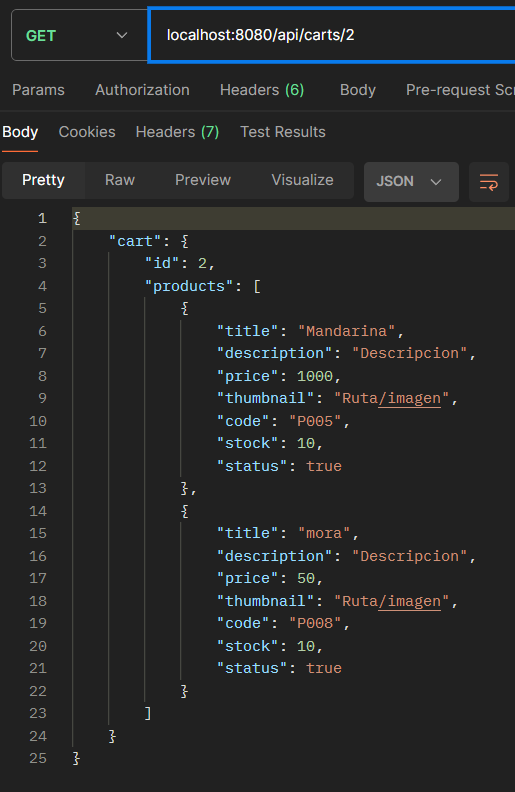 GET localhost:8080/api/carts/2
Params Authorization Headers (6) Body Pre-request Sc
Body Cookies Headers (7) Test Results
Pretty Raw Preview Visualize JSON
1 {
2 "cart": {
3 "id": 2,
4 "products": [
5 {
6 "title": "Mandarina",
7 "description": "Descripcion",
8 "price": 1000,
9 "thumbnail": "Ruta/imagen",
10 "code": "P005",
11 "stock": 10,
12 "status": true
13 },
14 {
15 "title": "mora",
16 "description": "Descripcion",
17 "price": 50,
18 "thumbnail": "Ruta/imagen",
19 "code": "P008",
20 "stock": 10,
21 "status": true
22 }
23 ]
24 }
25 }